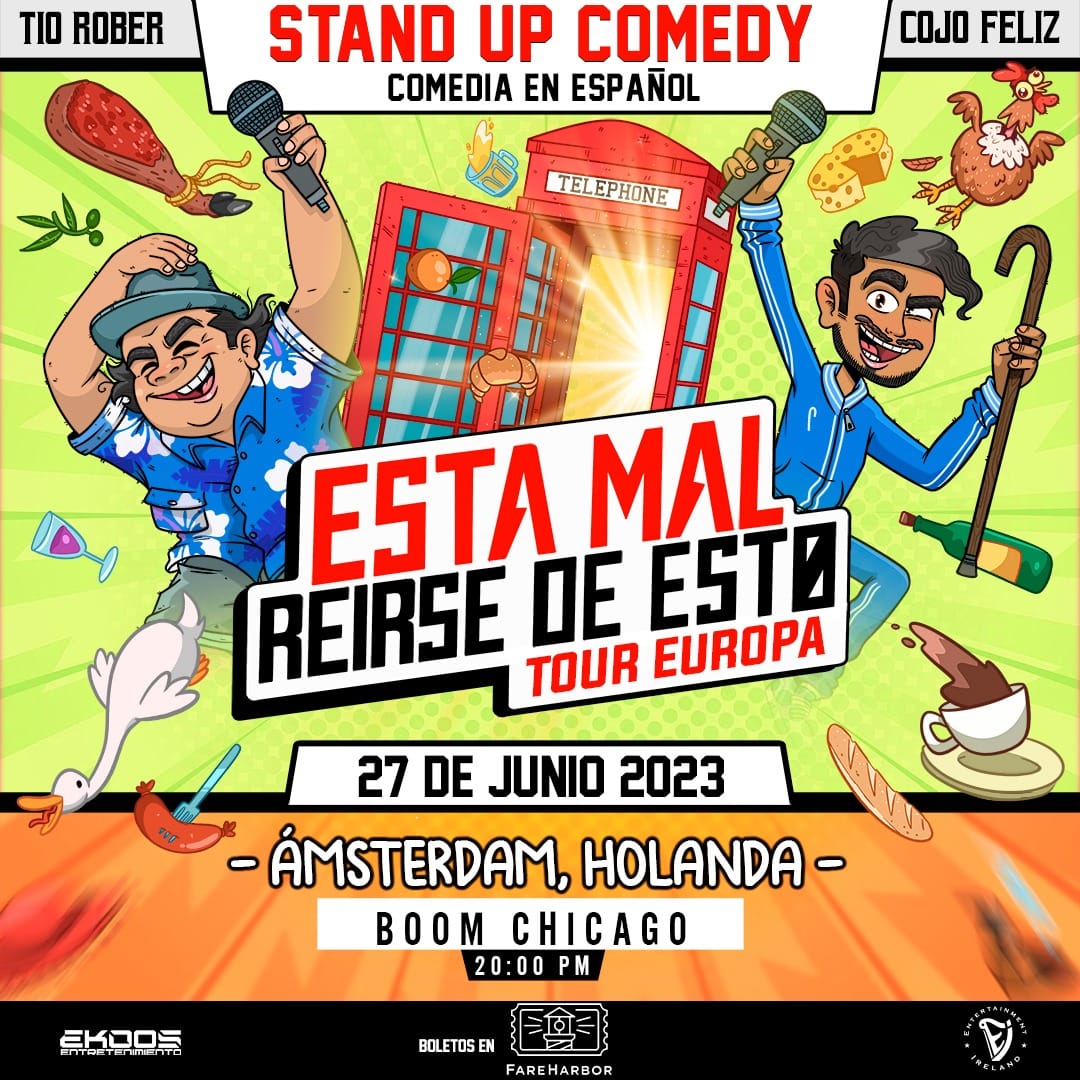 TIO ROBER
STAND UP COMEDY
COJO FELIZ
COMEDIA EN ESPAÑOL
TELEPHONE
ESTA MAL
REIRSE DE ESTO
TOUR EUROPA
27 DE JUNIO 2023
- ÁMSTERDAM, HOLANDA -
BOOM CHICAGO
20:00 PM
EKOOS
ENTRETENIMIENTO
BOLETOS EN
FAREHARBOR
ENTERTAINMENT
EI
IRELAND